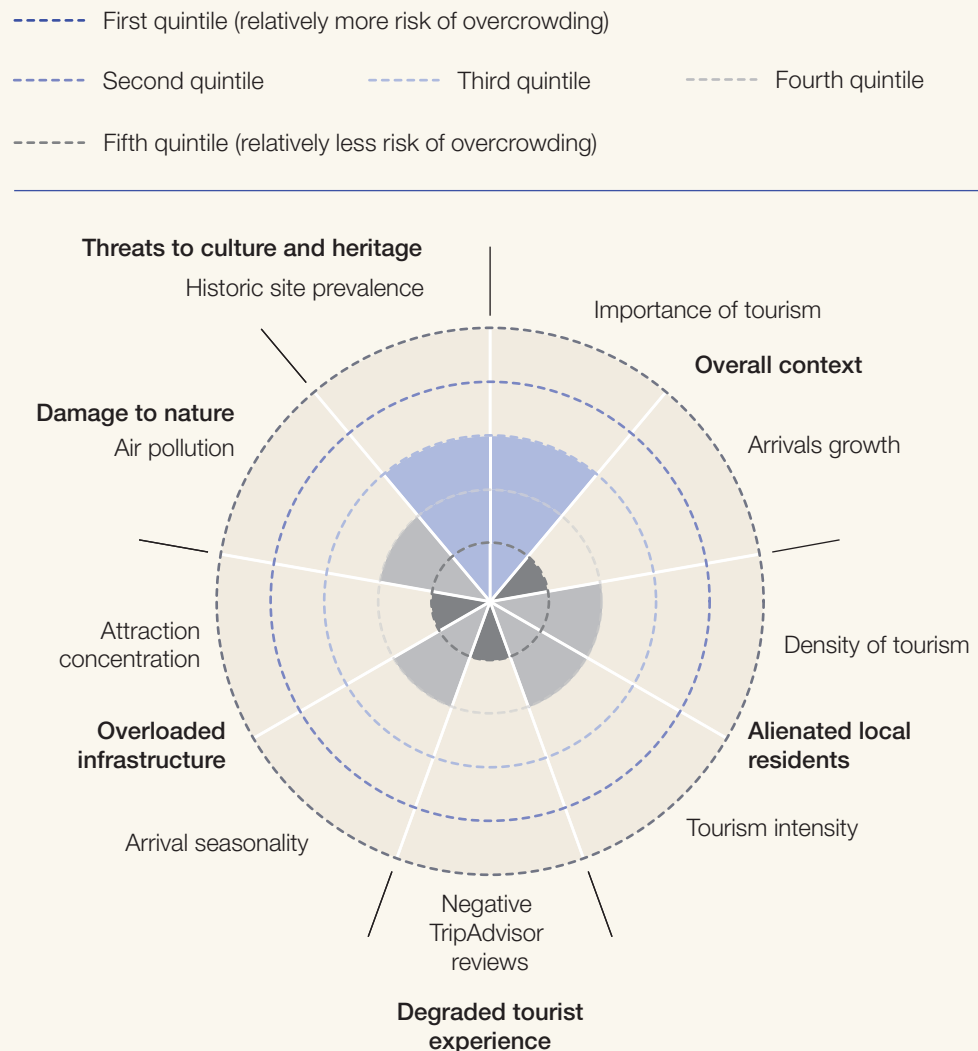 First quintile (relatively more risk of overcrowding)
Second quintile
Third quintile
Fourth quintile
Fifth quintile (relatively less risk of overcrowding)
Threats to culture and heritage
Historic site prevalence
Importance of tourism
Overall context
Arrivals growth
Damage to nature
Air pollution
Attraction
concentration
Density of tourism
Overloaded
infrastructure
Alienated local
residents
Arrival seasonality
Tourism intensity
Negative
TripAdvisor
reviews
Degraded tourist
experience